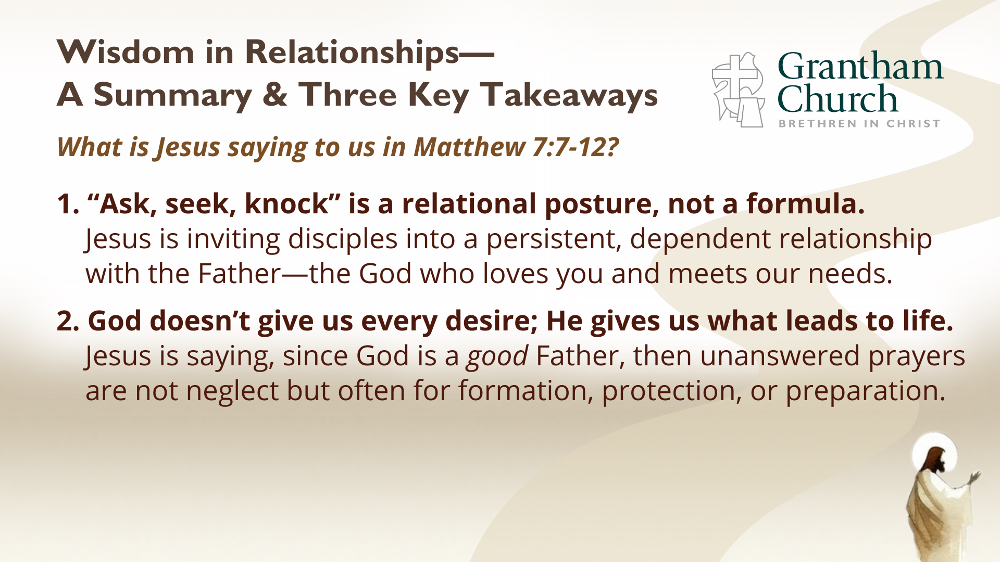 Wisdom in Relationships—
A Summary & Three Key Takeaways
Grantham
Church
BRETHREN IN CHRIST
What is Jesus saying to us in Matthew 7:7-12?
1. “Ask, seek, knock” is a relational posture, not a formula.
Jesus is inviting disciples into a persistent, dependent relationship
with the Father—the God who loves you and meets our needs.
2. God doesn’t give us every desire; He gives us what leads to life.
Jesus is saying, since God is a good Father, then unanswered prayers
are not neglect but often for formation, protection, or preparation.